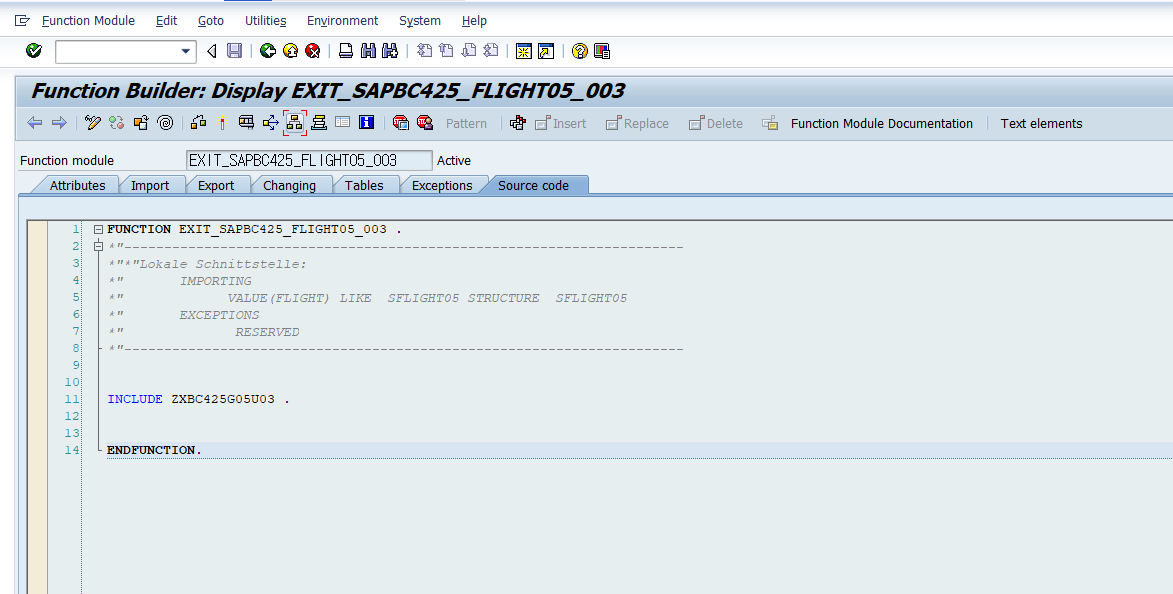 Function Module Edit Goto Utilities Environment System Help
Function Builder: Display EXIT_SAPBC425_FLIGHT05_003
Pattern Insert Replace Delete Function Module Documentation Text elements
Function module EXIT_SAPBC425_FLIGHT05_003 Active
Attributes Import Export Changing Tables Exceptions Source code
1 FUNCTION EXIT_SAPBC425_FLIGHT05_003 .
2 *"----------------------------------------------------------------------
3 *"*"Lokale Schnittstelle:
4 *"       IMPORTING
5 *"             VALUE(FLIGHT) LIKE  SFLIGHT05 STRUCTURE  SFLIGHT05
6 *"       EXCEPTIONS
7 *"              RESERVED
8 *"----------------------------------------------------------------------
9
10
11 INCLUDE ZXBC425G05U03 .
12
13
14 ENDFUNCTION.